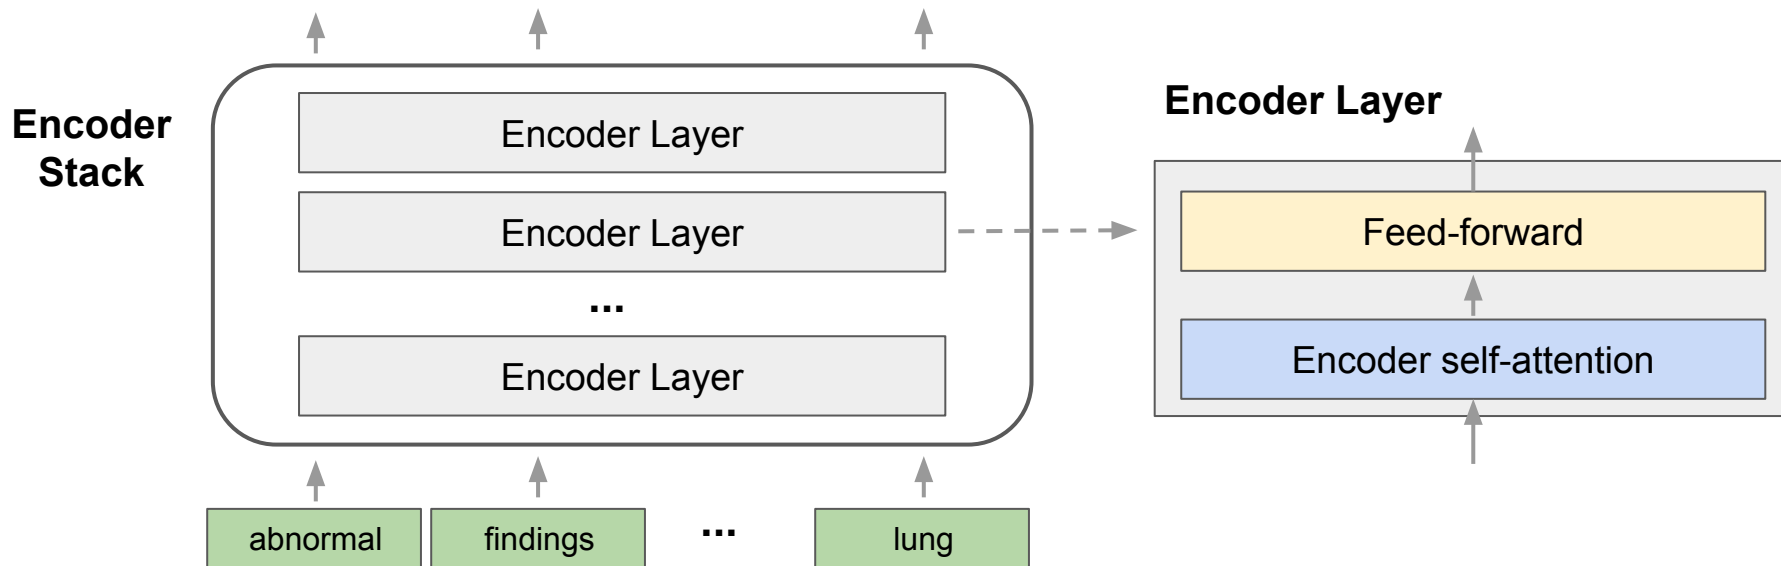 Encoder
Stack
Encoder Layer
Encoder Layer
...
Encoder Layer
abnormal
findings
...
lung
Encoder Layer
Feed-forward
Encoder self-attention